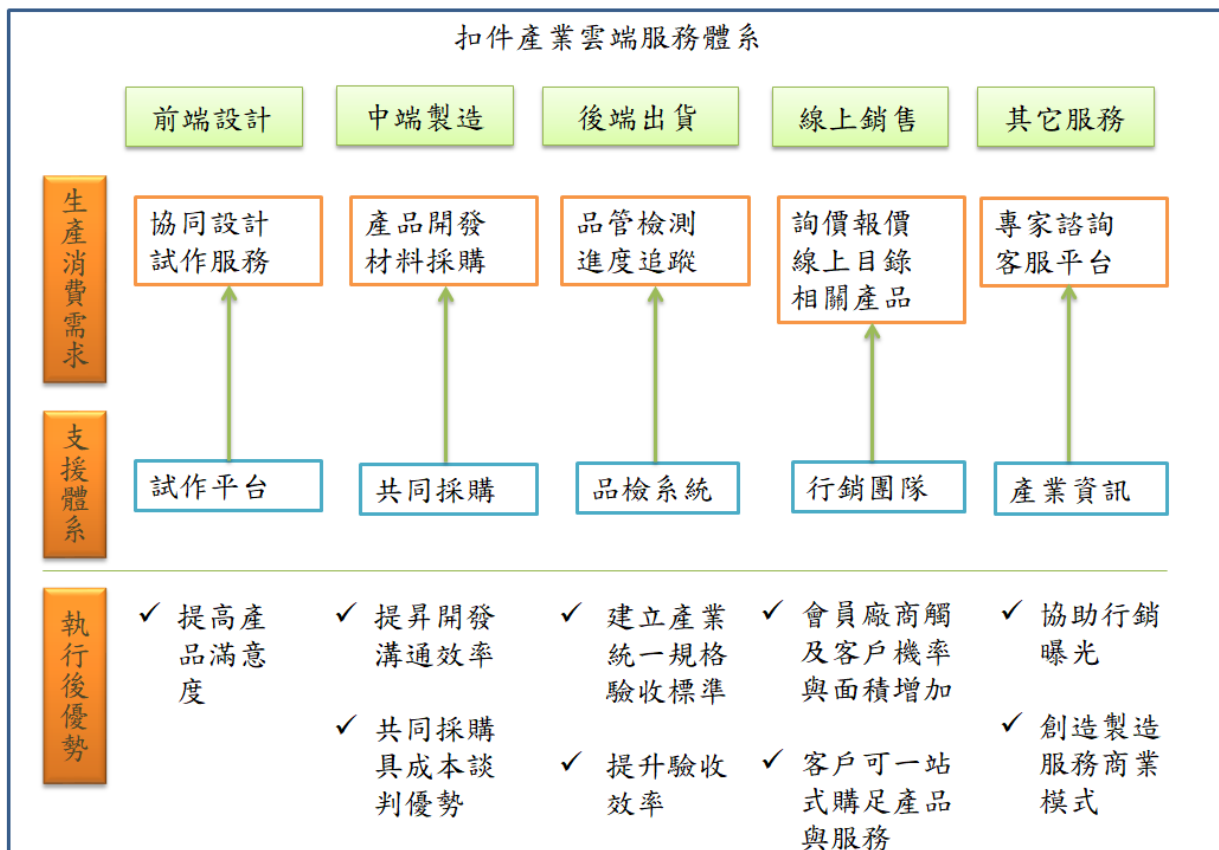 扣件產業雲端服務體系
前端設計
中端製造
後端出貨
線上銷售
其它服務
生產消費需求
協同設計
試作服務
產品開發
材料採購
品管檢測
進度追蹤
詢價報價
線上目錄
相關產品
專家諮詢
客服平台
支援體系
試作平台
共同採購
品檢系統
行銷團隊
產業資訊
執行後優勢
✓ 提高產
品滿意
度
✓ 提昇開發
溝通效率
✓ 共同採購
具成本談
判優勢
✓ 建立產業
統一規格
驗收標準
✓ 提升驗收
效率
✓ 會員廠商觸
及客戶機率
與面積增加
✓ 客戶可一站
式購足產品
與服務
✓ 協助行銷
曝光
✓ 創造製造
服務商業
模式